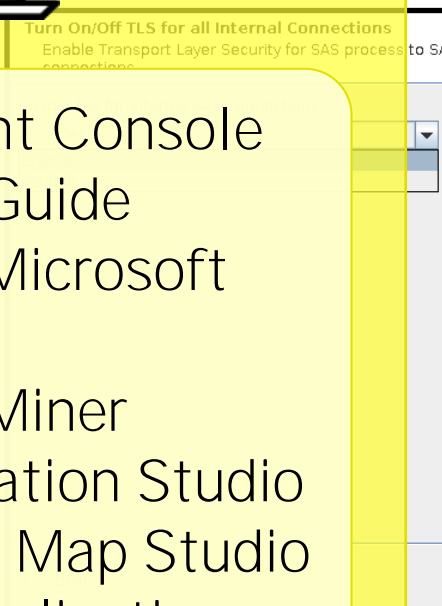 Turn On/Off TLS for all Internal Connections
Enable Transport Layer Security for SAS process to SA
connections
nt Console
Guide
Microsoft
Miner
ation Studio
Map Studio